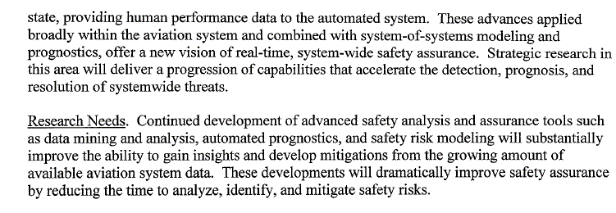 state, providing human performance data to the automated system.  These advances applied
broadly within the aviation system and combined with system-of-systems modeling and
prognostics, offer a new vision of real-time, system-wide safety assurance.  Strategic research in
this area will deliver a progression of capabilities that accelerate the detection, prognosis, and
resolution of systemwide threats.

Research Needs.  Continued development of advanced safety analysis and assurance tools such
as data mining and analysis, automated prognostics, and safety risk modeling will substantially
improve the ability to gain insights and develop mitigations from the growing amount of
available aviation system data.  These developments will dramatically improve safety assurance
by reducing the time to analyze, identify, and mitigate safety risks.